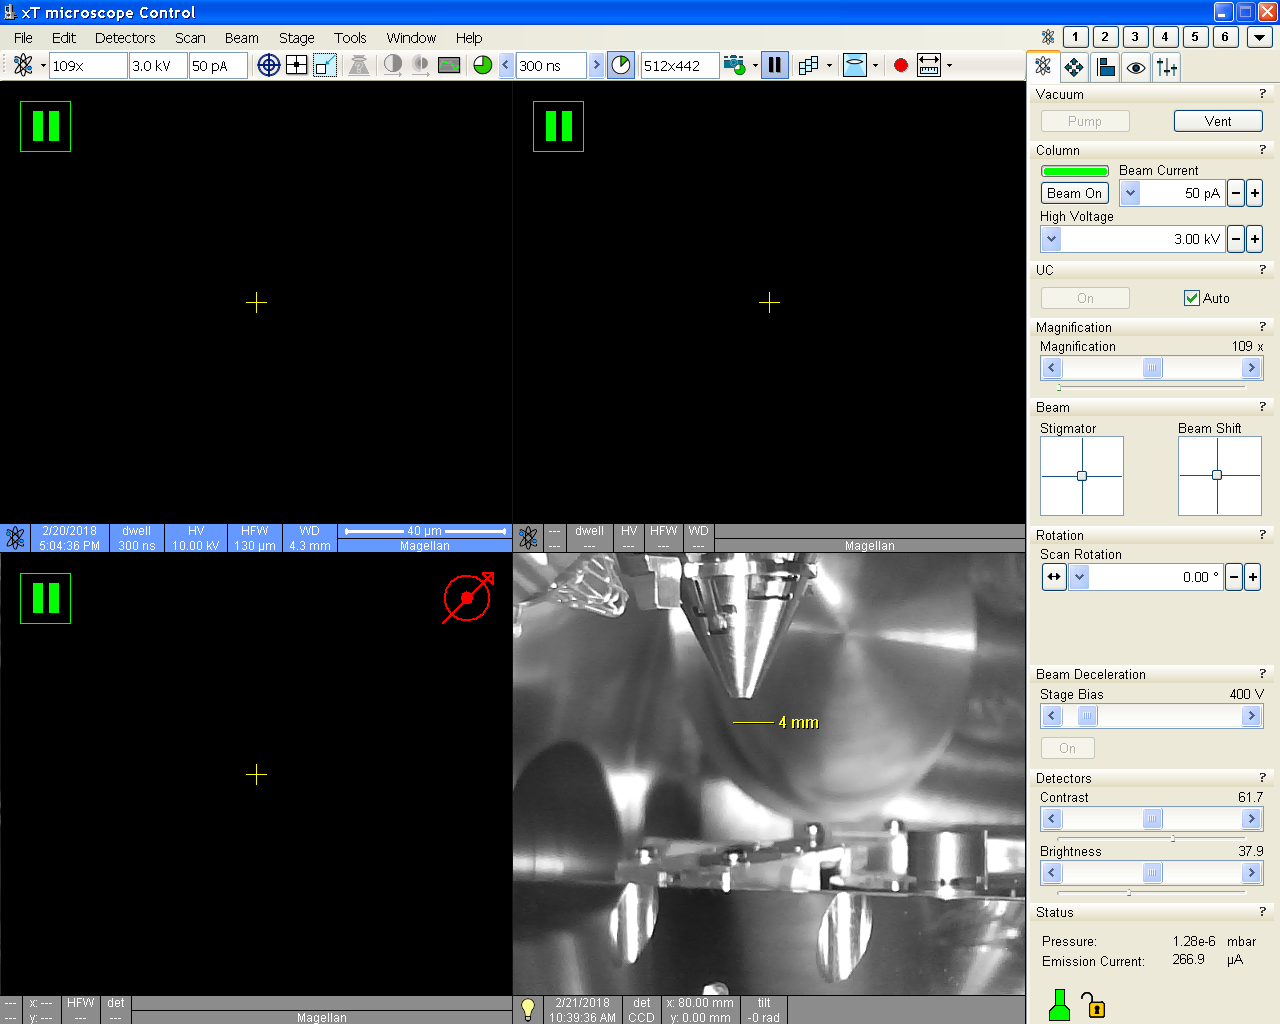 xT microscope Control
File Edit Detectors Scan Beam Stage Tools Window Help
1 2 3 4 5 6
109x 3.0 kV 50 pA 300 ns 512x442
Vacuum ?
Pump Vent
Column ?
Beam Current
Beam On 50 pA
High Voltage
3.00 kV
UC ?
On Auto
Magnification ?
Magnification 109 x
Beam ?
Stigmator Beam Shift
Rotation ?
Scan Rotation
0.00 °
Beam Deceleration ?
Stage Bias 400 V
On
Detectors ?
Contrast 61.7
Brightness 37.9
Status ?
Pressure: 1.28e-6 mbar
Emission Current: 266.9 µA
2/20/2018 dwell HV HFW WD 40 µm
5:04:36 PM 300 ns 10.00 kV 130 µm 4.3 mm Magellan
--- dwell HV HFW WD
--- --- --- --- --- Magellan
4 mm
--- x: --- HFW det
--- y: --- --- --- Magellan
2/21/2018 det x: 80.00 mm tilt
10:39:36 AM CCD y: 0.00 mm -0 rad